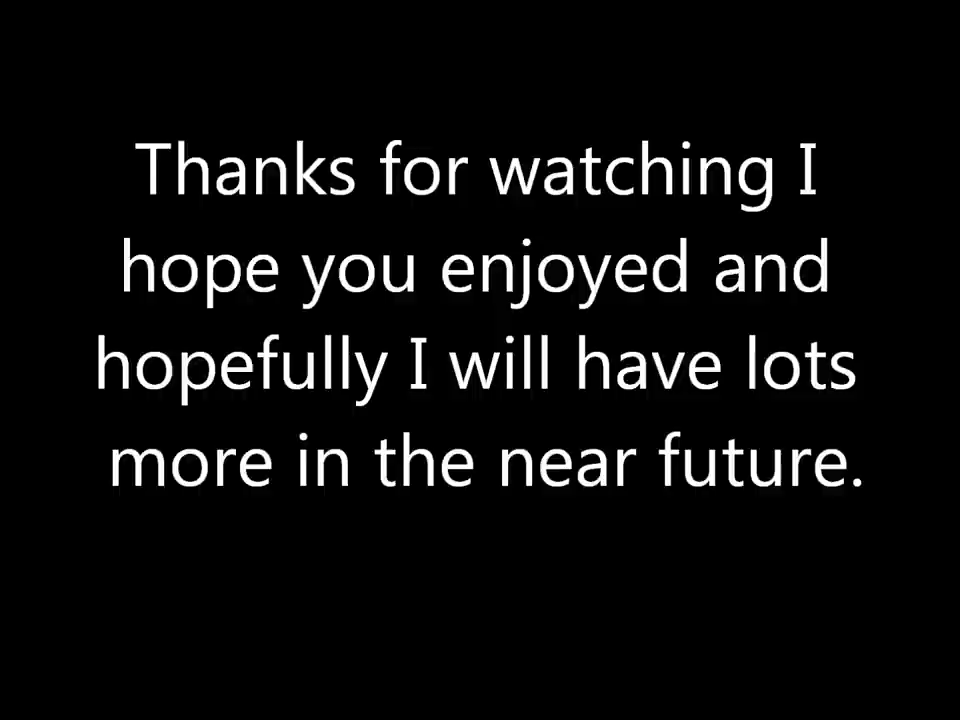 Thanks for watching I
hope you enjoyed and
hopefully I will have lots
more in the near future.